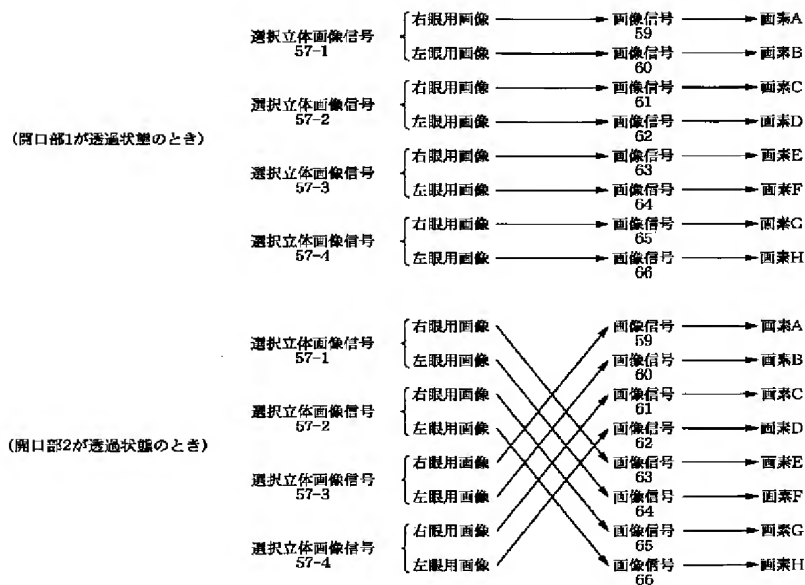 右眼用画像 画像信号 画素A
選択立体画像信号 59
57-1 左眼用画像 画像信号 画素B
60
右眼用画像 画像信号 画素C
選択立体画像信号 61
57-2 左眼用画像 画像信号 画素D
62
(開口部1が透過状態のとき)
右眼用画像 画像信号 画素E
選択立体画像信号 63
57-3 左眼用画像 画像信号 画素F
64
右眼用画像 画像信号 画素G
選択立体画像信号 65
57-4 左眼用画像 画像信号 画素H
66
右眼用画像 画像信号 画素A
選択立体画像信号 59
57-1 左眼用画像 画像信号 画素B
60
右眼用画像 画像信号 画素C
選択立体画像信号 61
57-2 左眼用画像 画像信号 画素D
62
(開口部2が透過状態のとき)
右眼用画像 画像信号 画素E
選択立体画像信号 63
57-3 左眼用画像 画像信号 画素F
64
右眼用画像 画像信号 画素G
選択立体画像信号 65
57-4 左眼用画像 画像信号 画素H
66